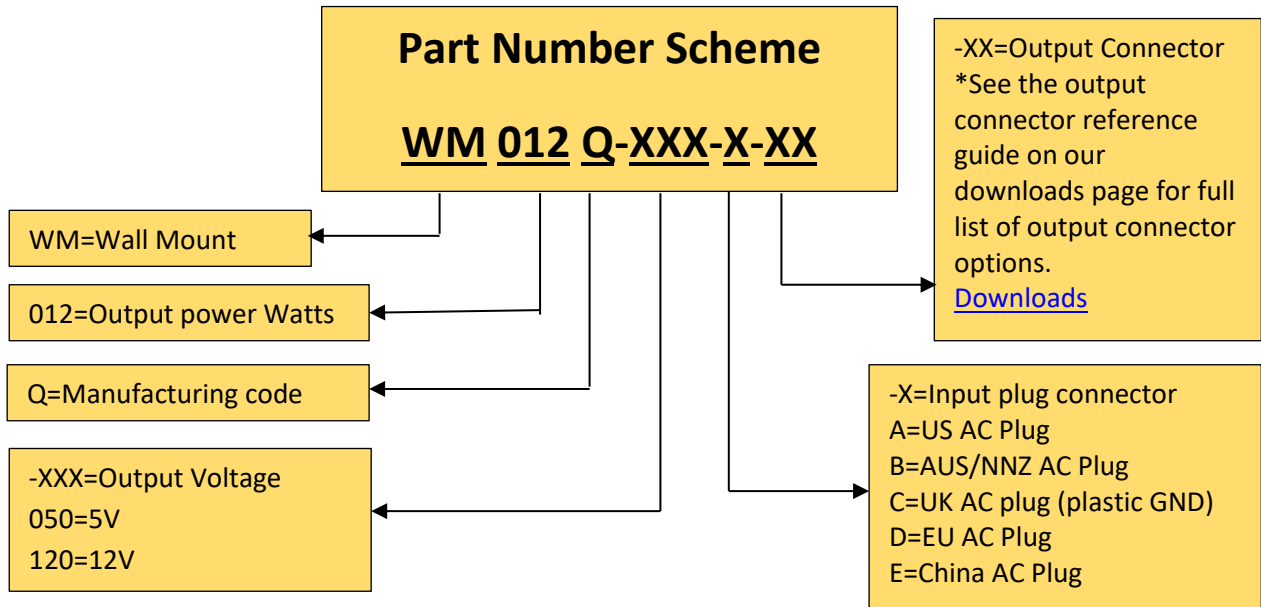 Part Number Scheme
WM 012 Q-XXX-X-XX
WM=Wall Mount
012=Output power Watts
Q=Manufacturing code
-XXX=Output Voltage
050=5V
120=12V
-XX=Output Connector
*See the output
connector reference
guide on our
downloads page for full
list of output connector
options.
Downloads
-X=Input plug connector
A=US AC Plug
B=AUS/NNZ AC Plug
C=UK AC plug (plastic GND)
D=EU AC Plug
E=China AC Plug